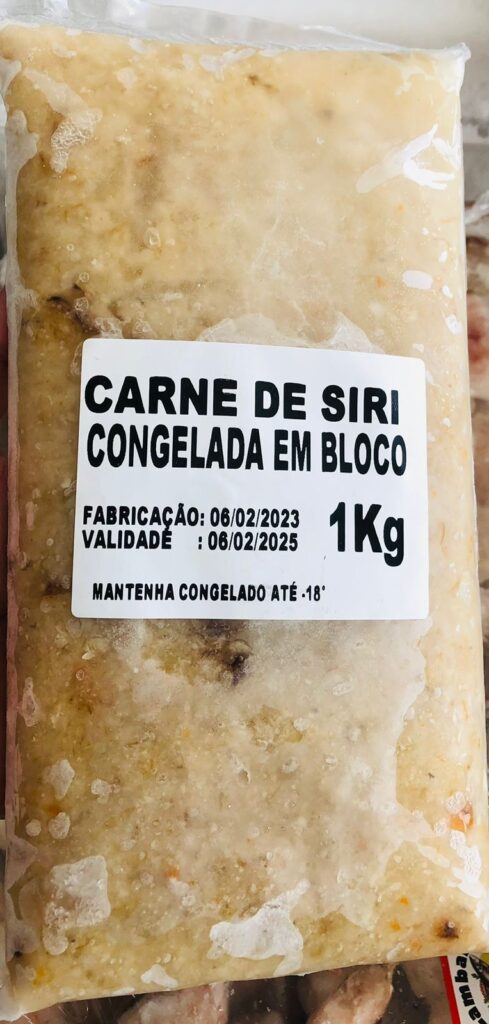 CARNE DE SIRI
CONGELADA EM BLOCO
FABRICAÇÃO: 06/02/2023
VALIDADE : 06/02/2025
1Kg
MANTENHA CONGELADO ATÉ -18°